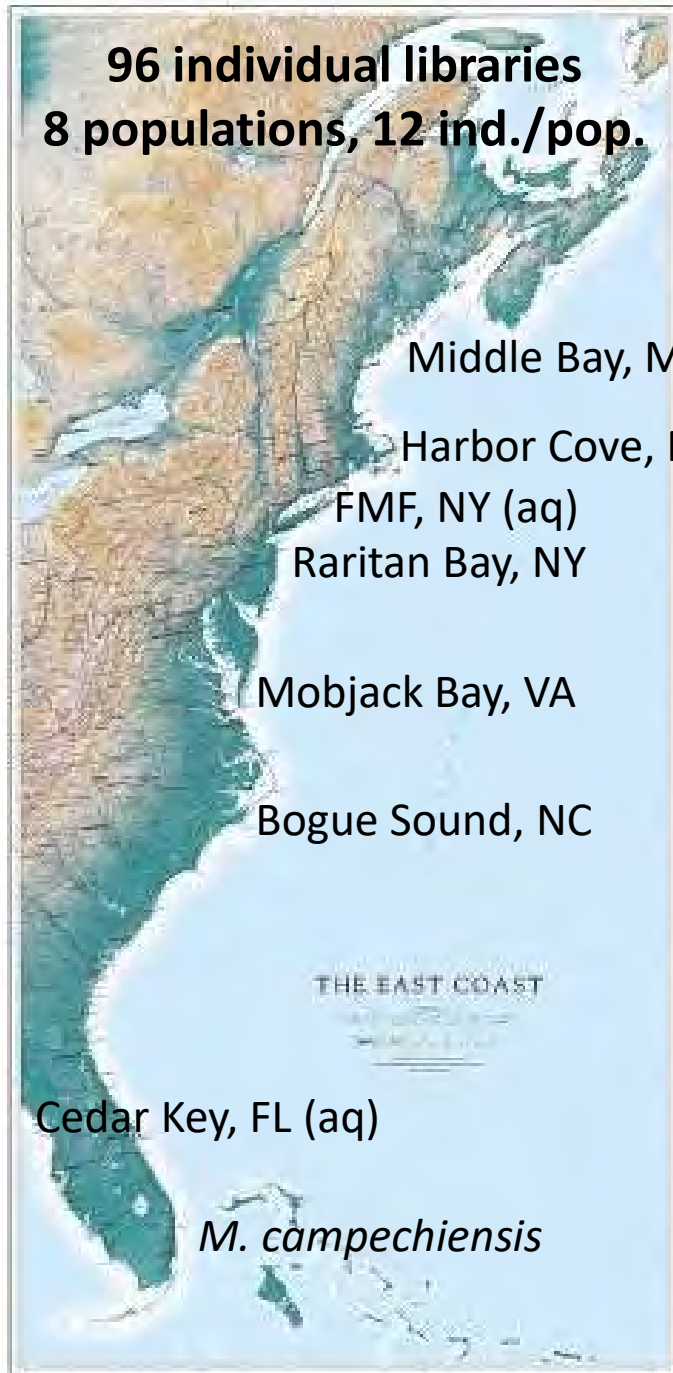 96 individual libraries
8 populations, 12 ind./pop.
Middle Bay, M
Harbor Cove,
FMF, NY (aq)
Raritan Bay, NY
Mobjack Bay, VA
Bogue Sound, NC
THE EAST COAST
Cedar Key, FL (aq)
M. campechiensis